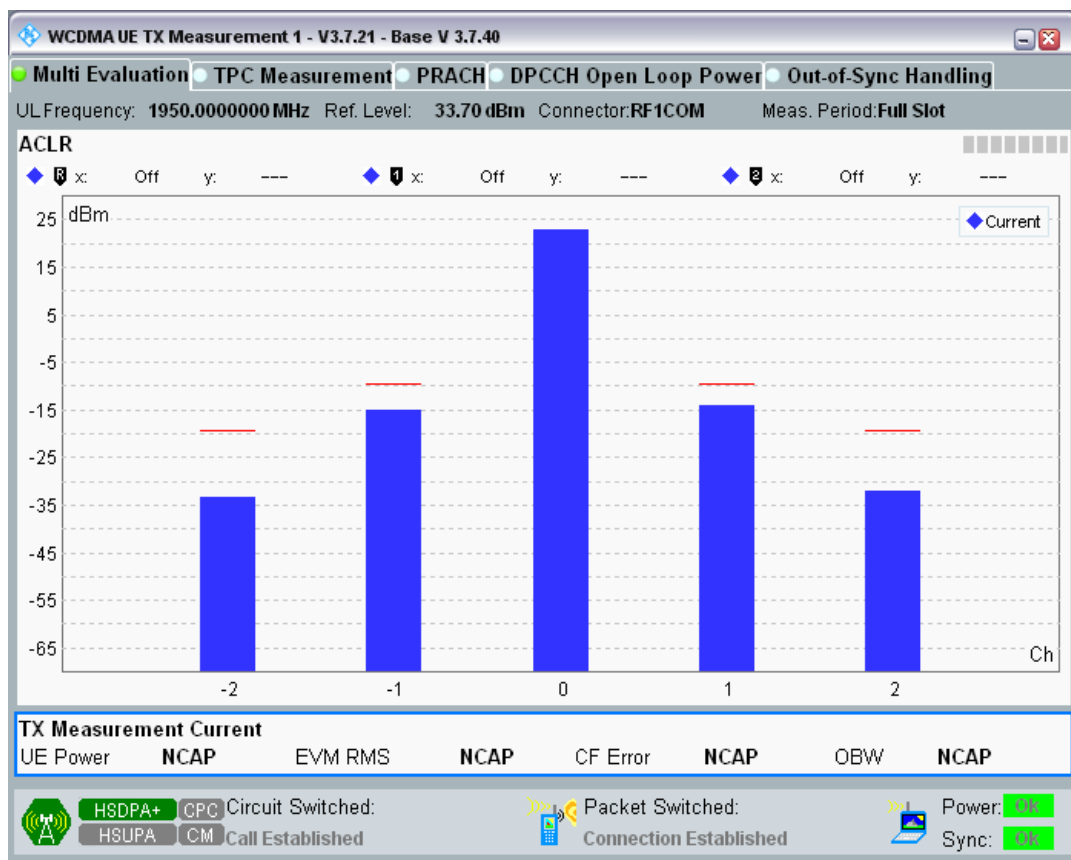 WCDMA UE TX Measurement 1 - V3.7.21 - Base V 3.7.40
Multi Evaluation TPC Measurement PRACH DPCCH Open Loop Power Out-of-Sync Handling
UL Frequency: 1950.0000000 MHz Ref. Level: 33.70 dBm Connector:RF1COM Meas. Period:Full Slot
ACLR
R x: Off y: --- 1 x: Off y: --- 2 x: Off y: ---
dBm
Current
25
15
5
-5
-15
-25
-35
-45
-55
-65
Ch
-2 -1 0 1 2
TX Measurement Current
UE Power NCAP EVM RMS NCAP CF Error NCAP OBW NCAP
HSDPA+ CPC Circuit Switched: Packet Switched: Power: OK
HSUPA CM Call Established Connection Established Sync: OK